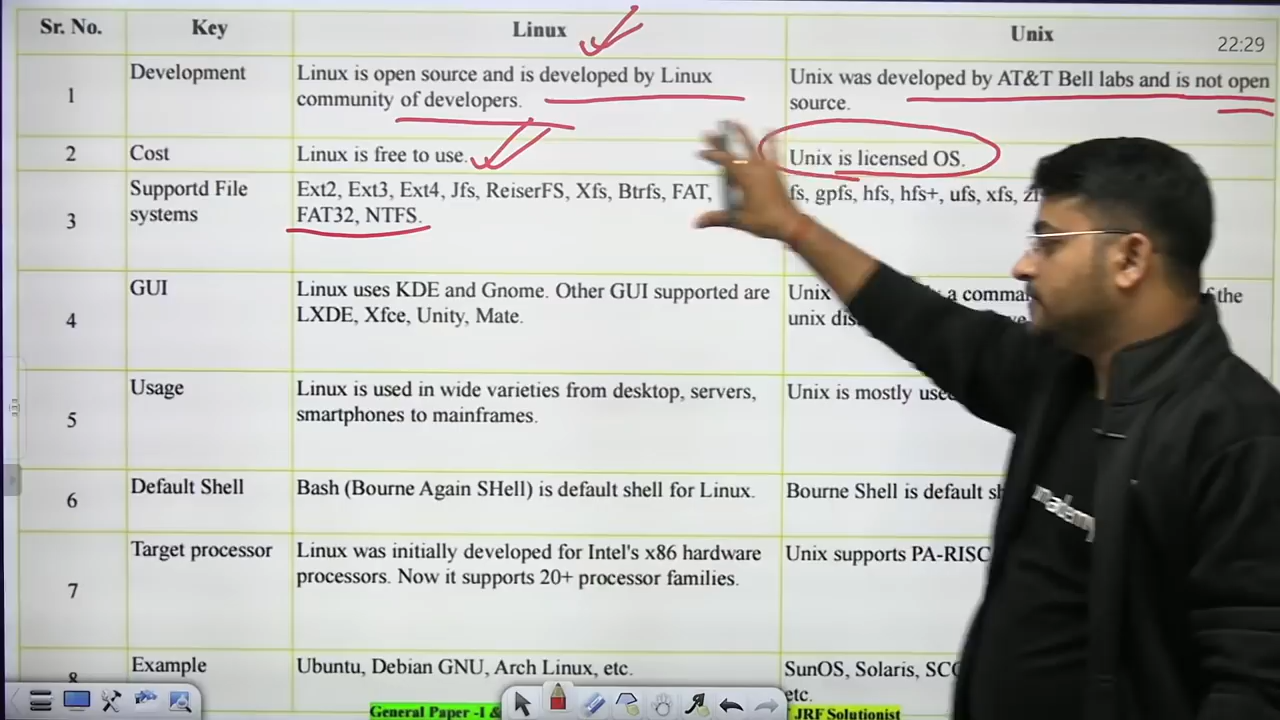 Sr. No. Key Linux Unix
22:29
1 Development Linux is open source and is developed by Linux
community of developers.
Unix was developed by AT&T Bell labs and is not open
source.
2 Cost Linux is free to use. Unix is licensed OS.
3 Supportd File
systems
Ext2, Ext3, Ext4, Jfs, ReiserFS, Xfs, Btrfs, FAT,
FAT32, NTFS.
gpfs, hfs, hfs+, ufs, xfs,
4 GUI Linux uses KDE and Gnome. Other GUI supported are
LXDE, Xfce, Unity, Mate.
Unix a the
unix
5 Usage Linux is used in wide varieties from desktop, servers,
smartphones to mainframes.
Unix is mostly
6 Default Shell Bash (Bourne Again SHell) is default shell for Linux.
Bourne Shell is default
7 Target processor Linux was initially developed for Intel's x86 hardware
processors. Now it supports 20+ processor families.
Unix supports PA-RISC
8 Example Ubuntu, Debian GNU, Arch Linux, etc.
SunOS, Solaris,
etc.
General Paper -I &
JRF Solutionist